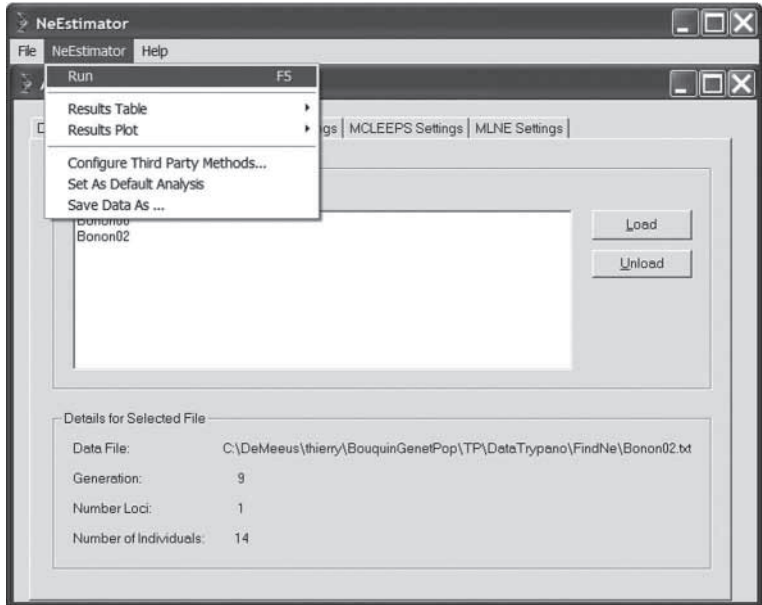 NeEstimator
File NeEstimator Help
Run F5
Results Table
Results Plot
MCLEEPS Settings MLNE Settings
Configure Third Party Methods...
Set As Default Analysis
Save Data As ...
Bonon02
Load
Unload
Details for Selected File
Data File: C:\DeMeeus\thierry\BouquinGenetPop\TP\DataTrypano\FindNe\Bonon02.txt
Generation: 9
Number Loci: 1
Number of Individuals: 14